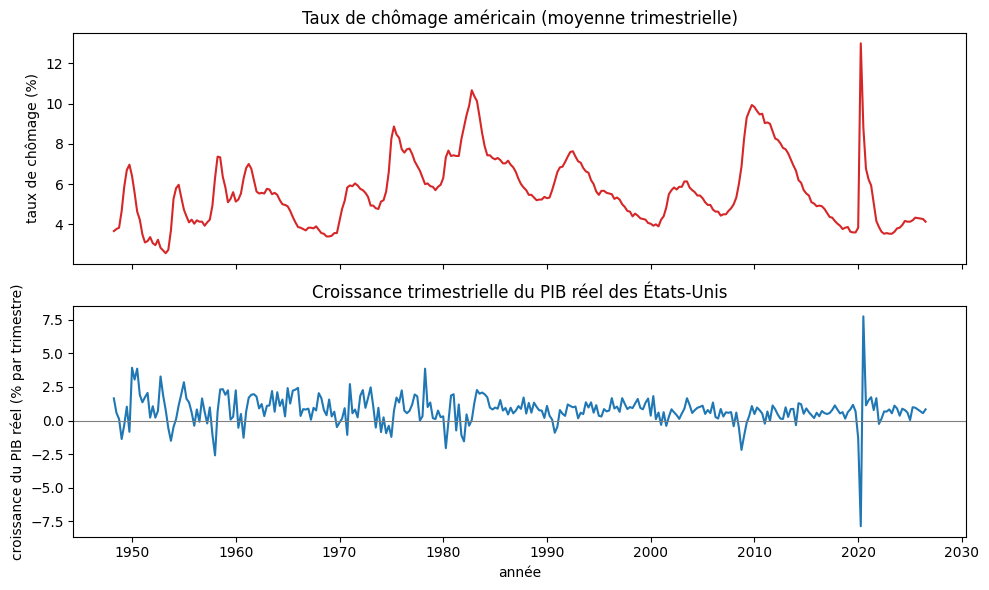 Taux de chômage américain (moyenne trimestrielle)
taux de chômage (%)
12
10
8
6
4
Croissance trimestrielle du PIB réel des États-Unis
croissance du PIB réel (% par trimestre)
7.5
5.0
2.5
0.0
−2.5
−5.0
−7.5
1950 1960 1970 1980 1990 2000 2010 2020 2030
année